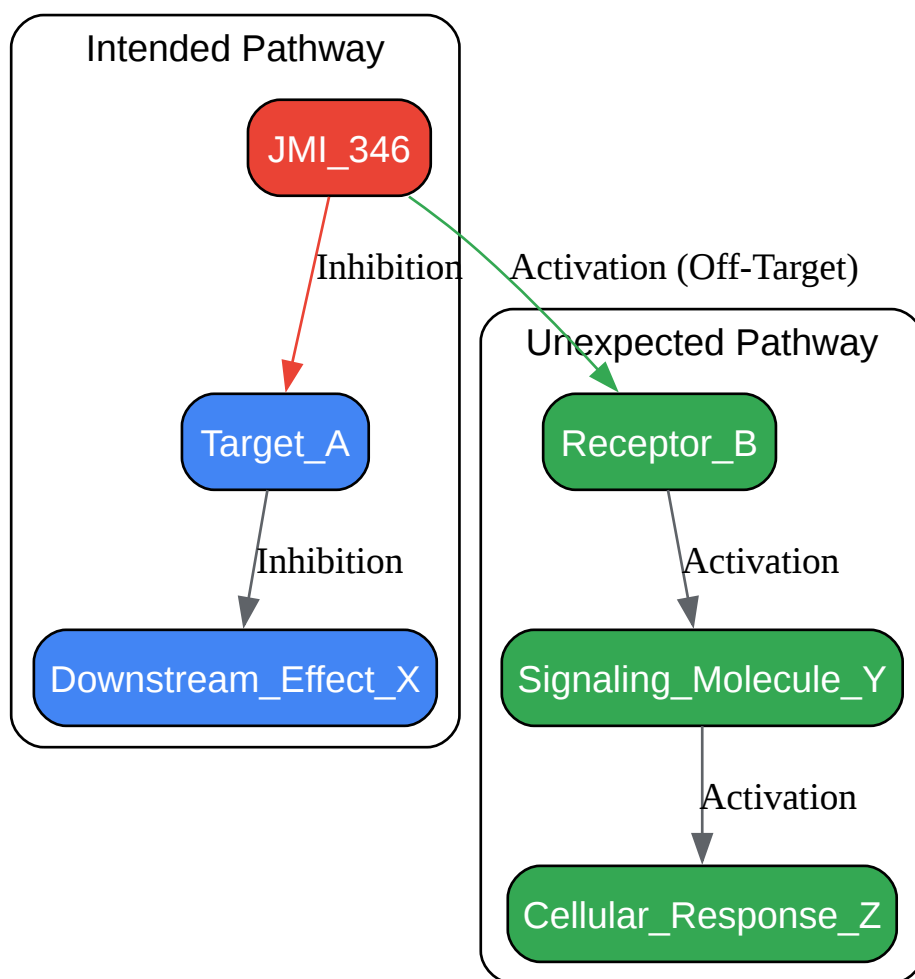 Intended Pathway
JMI_346
Inhibition
Activation (Off-Target)
Unexpected Pathway
Target_A
Receptor_B
Inhibition
Activation
Downstream_Effect_X
Signaling_Molecule_Y
Activation
Cellular_Response_Z